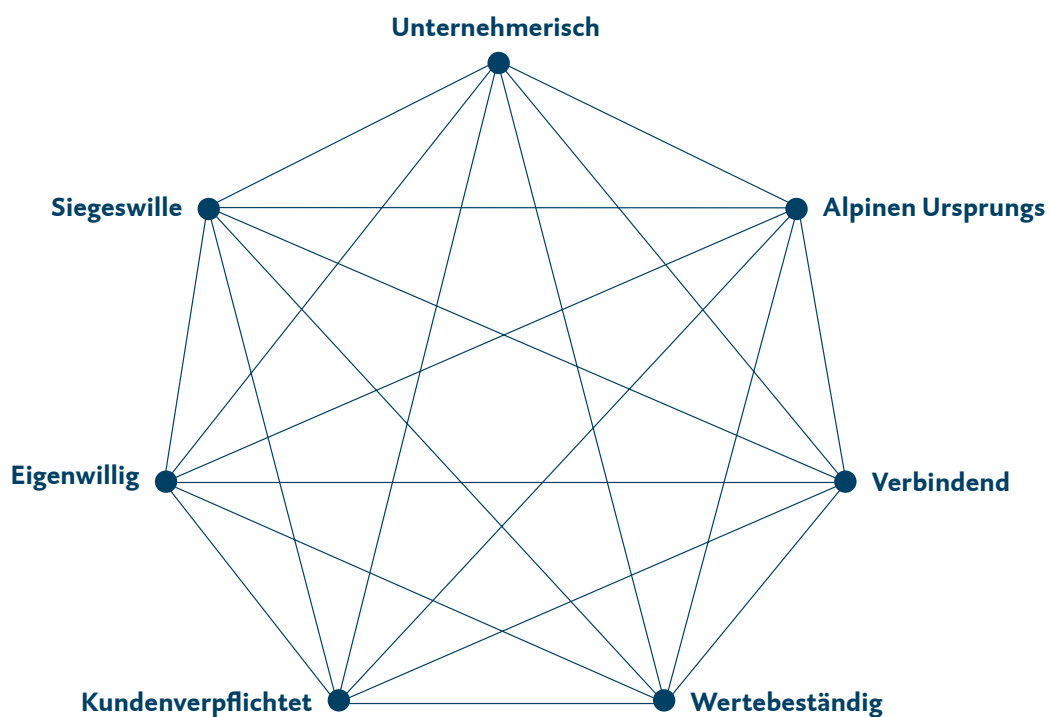 Unternehmerisch
Siegeswille
Alpinen Ursprungs
Eigenwillig
Verbindend
Kundenverpflichtet
Wertebeständig